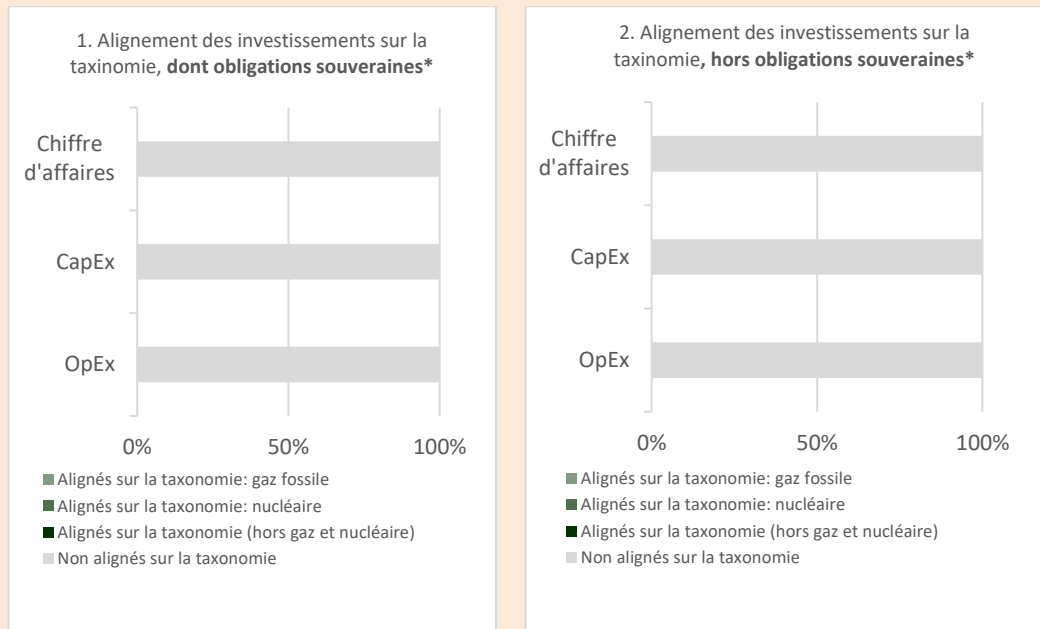 1. Alignement des investissements sur la
taxinomie, dont obligations souveraines*
Chiffre
d'affaires
CapEx
OpEx
0% 50% 100%
Alignés sur la taxonomie: gaz fossile
Alignés sur la taxonomie: nucléaire
Alignés sur la taxonomie (hors gaz et nucléaire)
Non alignés sur la taxonomie
2. Alignement des investissements sur la
taxinomie, hors obligations souveraines*
Chiffre
d'affaires
CapEx
OpEx
0% 50% 100%
Alignés sur la taxonomie: gaz fossile
Alignés sur la taxonomie: nucléaire
Alignés sur la taxonomie (hors gaz et nucléaire)
Non alignés sur la taxonomie